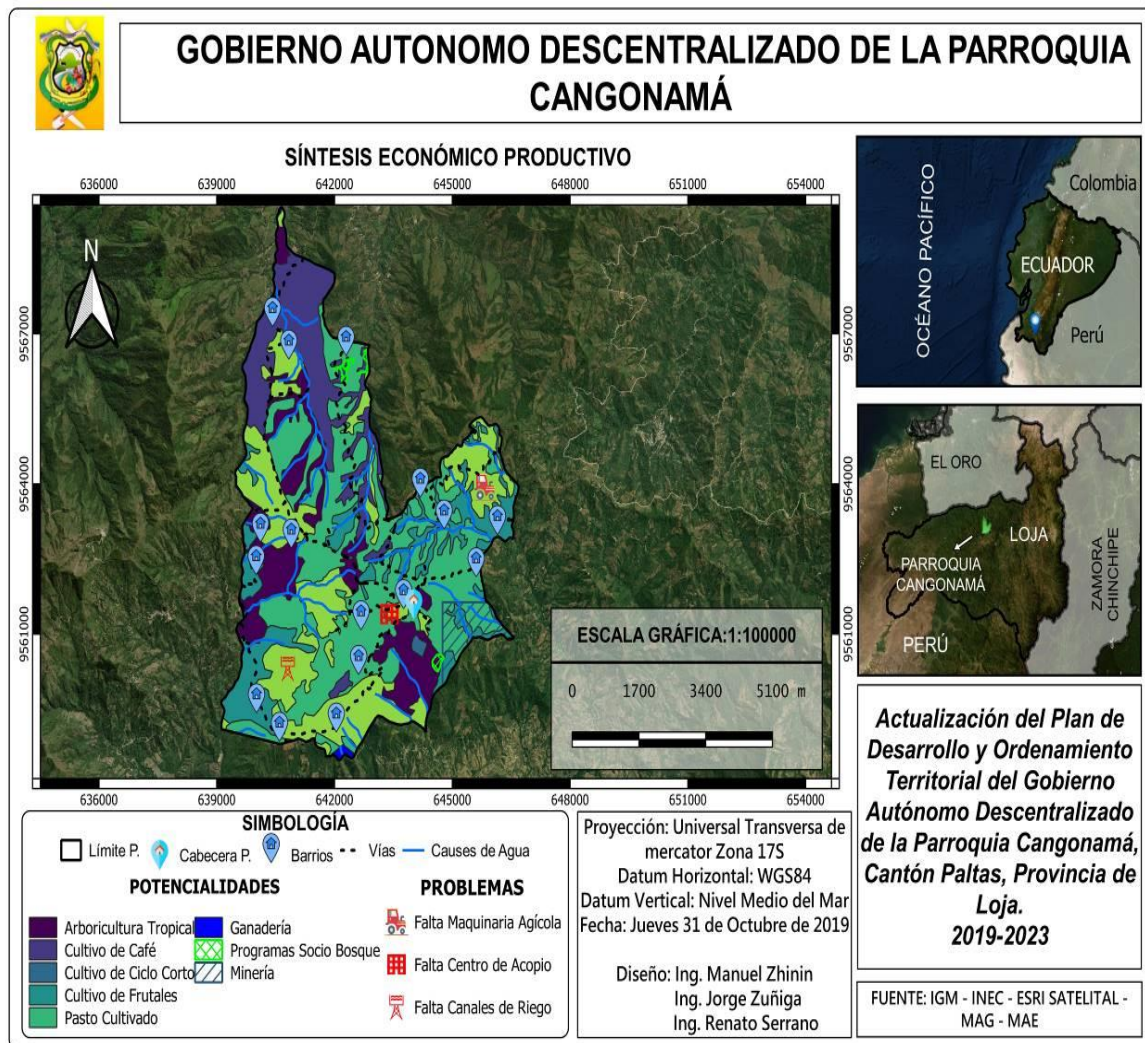 GOBIERNO AUTONOMO DESCENTRALIZADO DE LA PARROQUIA
CANGONAMÁ
SÍNTESIS ECONÓMICO PRODUCTIVO
636000 639000 642000 645000 648000 651000 654000
N
9567000 9567000
9564000 9564000
9561000 9561000
ESCALA GRÁFICA:1:100000
0 1700 3400 5100 m
636000 639000 642000 645000 648000 651000 654000
OCÉANO PACÍFICO
Colombia
ECUADOR
Perú
EL ORO
LOJA
PARROQUIA
CANGONAMÁ
ZAMORA
CHINCHIPE
PERÚ
SIMBOLOGÍA
Límite P. Cabecera P. Barrios Vías Causes de Agua
POTENCIALIDADES
Arboricultura Tropical
Cultivo de Café
Cultivo de Ciclo Corto
Cultivo de Frutales
Pasto Cultivado
Ganadería
Programas Socio Bosque
Minería
PROBLEMAS
Falta Maquinaria Agícola
Falta Centro de Acopio
Falta Canales de Riego
Proyección: Universal Transversa de
mercator Zona 17S
Datum Horizontal: WGS84
Datum Vertical: Nivel Medio del Mar
Fecha: Jueves 31 de Octubre de 2019
Diseño: Ing. Manuel Zhinin
Ing. Jorge Zuñiga
Ing. Renato Serrano
Actualización del Plan de
Desarrollo y Ordenamiento
Territorial del Gobierno
Autónomo Descentralizado
de la Parroquia Cangonamá,
Cantón Paltas, Provincia de
Loja.
2019-2023
FUENTE: IGM - INEC - ESRI SATELITAL -
MAG - MAE